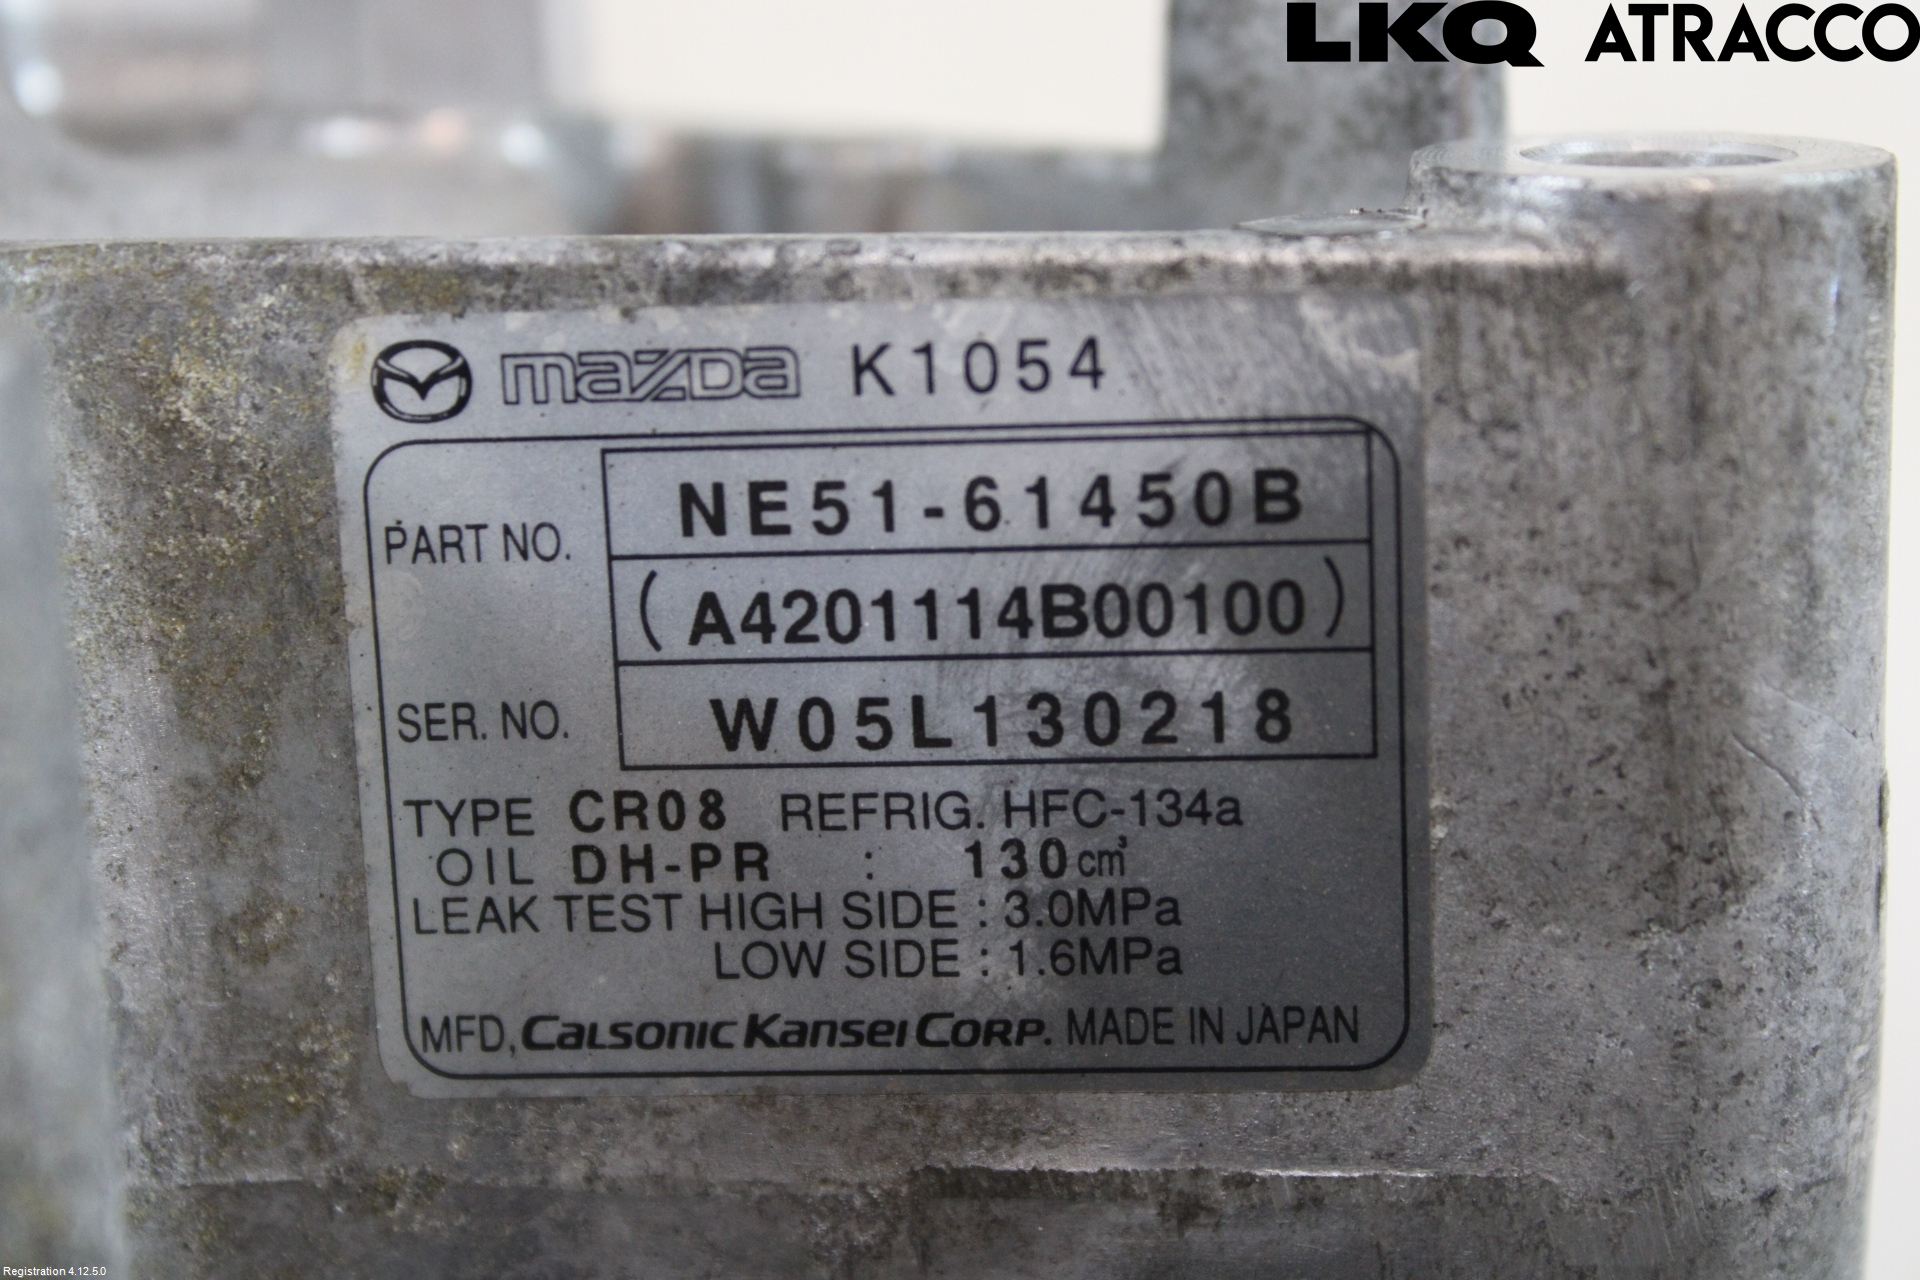 LKQ ATRACCO
mazda K1054
PART NO. NE51-61450B
(A4201114B00100)
SER. NO. W05L130218
TYPE CR08 REFRIG. HFC-134a
OIL DH-PR : 130cm³
LEAK TEST HIGH SIDE : 3.0MPa
LOW SIDE : 1.6MPa
MFD, CALSONIC KANSEI CORP. MADE IN JAPAN
Registration 4.12.5.0